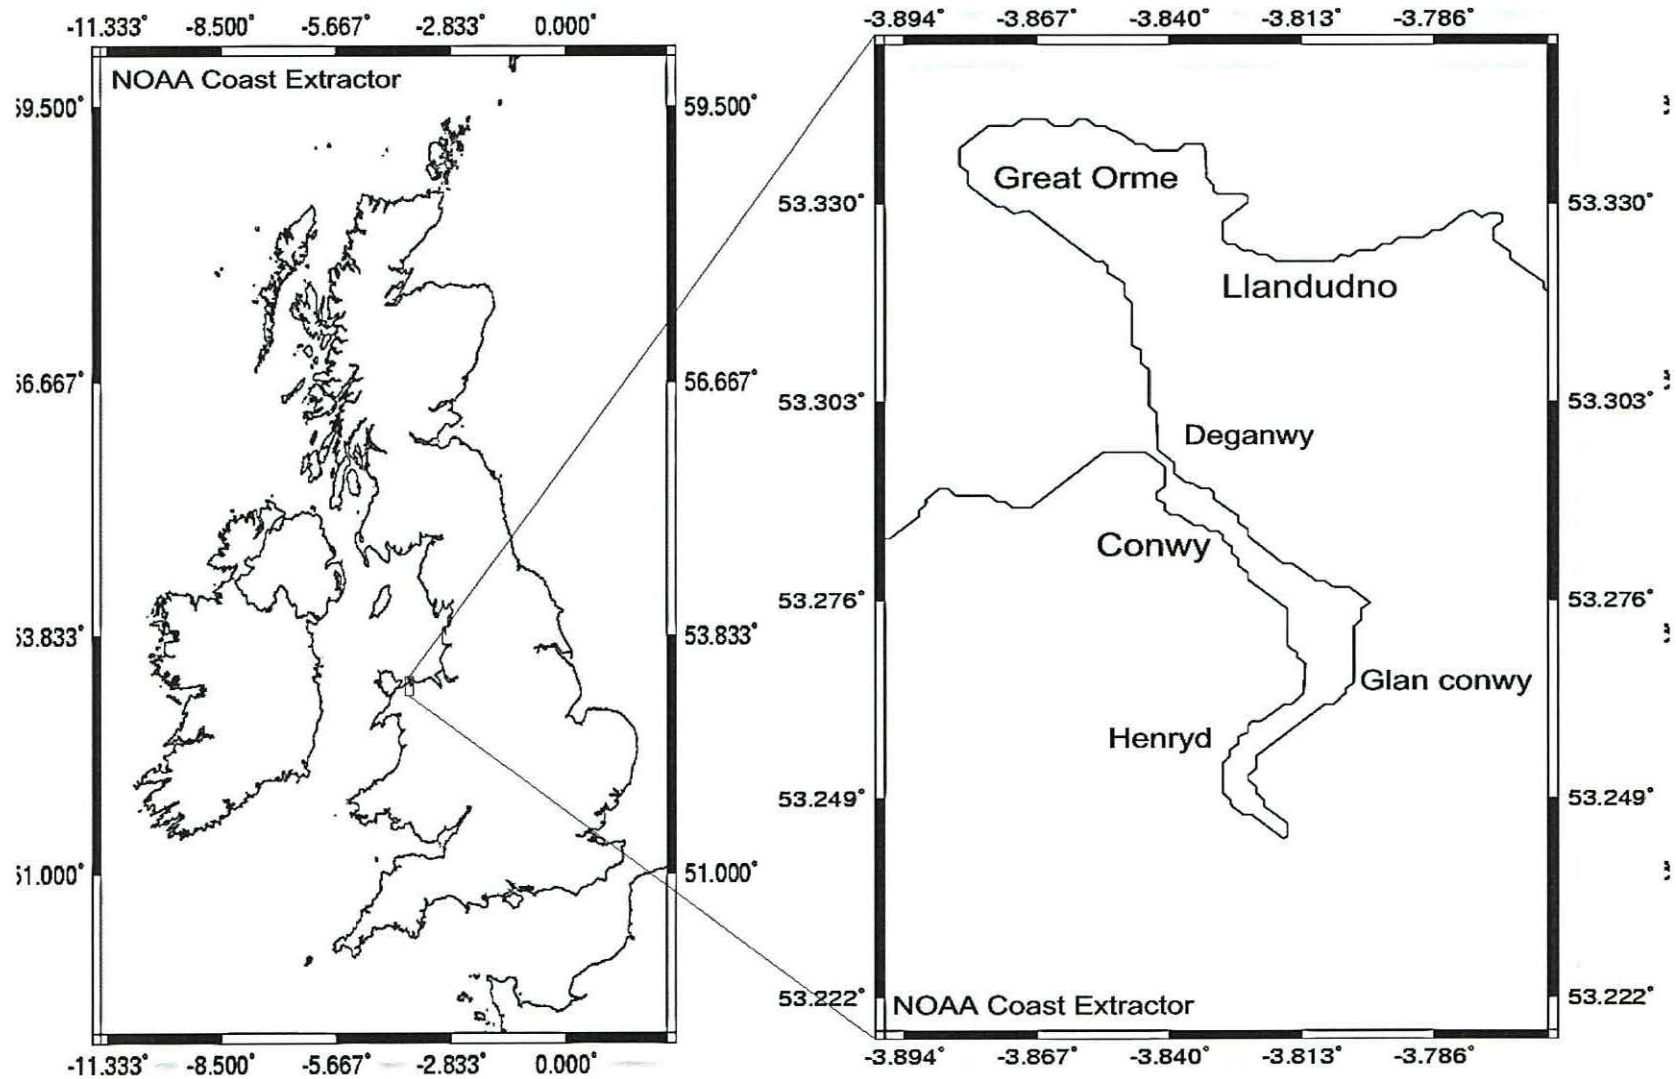 -11.333° -8.500° -5.667° -2.833° 0.000°
NOAA Coast Extractor
59.500°
56.667° 56.667°
53.833° 53.833°
51.000° 51.000°
-11.333° -8.500° -5.667° -2.833° 0.000°
-3.894° -3.867° -3.840° -3.813° -3.786°
Great Orme
53.330° 53.330°
Llandudno
53.303° 53.303°
Deganwy
Conwy
53.276° 53.276°
Glan conwy
Henryd
53.249° 53.249°
53.222° 53.222°
NOAA Coast Extractor
-3.894° -3.867° -3.840° -3.813° -3.786°